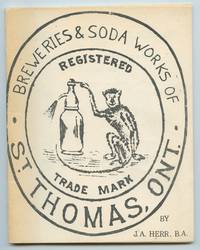 BREWERIES & SODA WORKS OF
· ST THOMAS, ONT. ·
REGISTERED
TRADE MARK
BY
J.A. HERR, B.A.